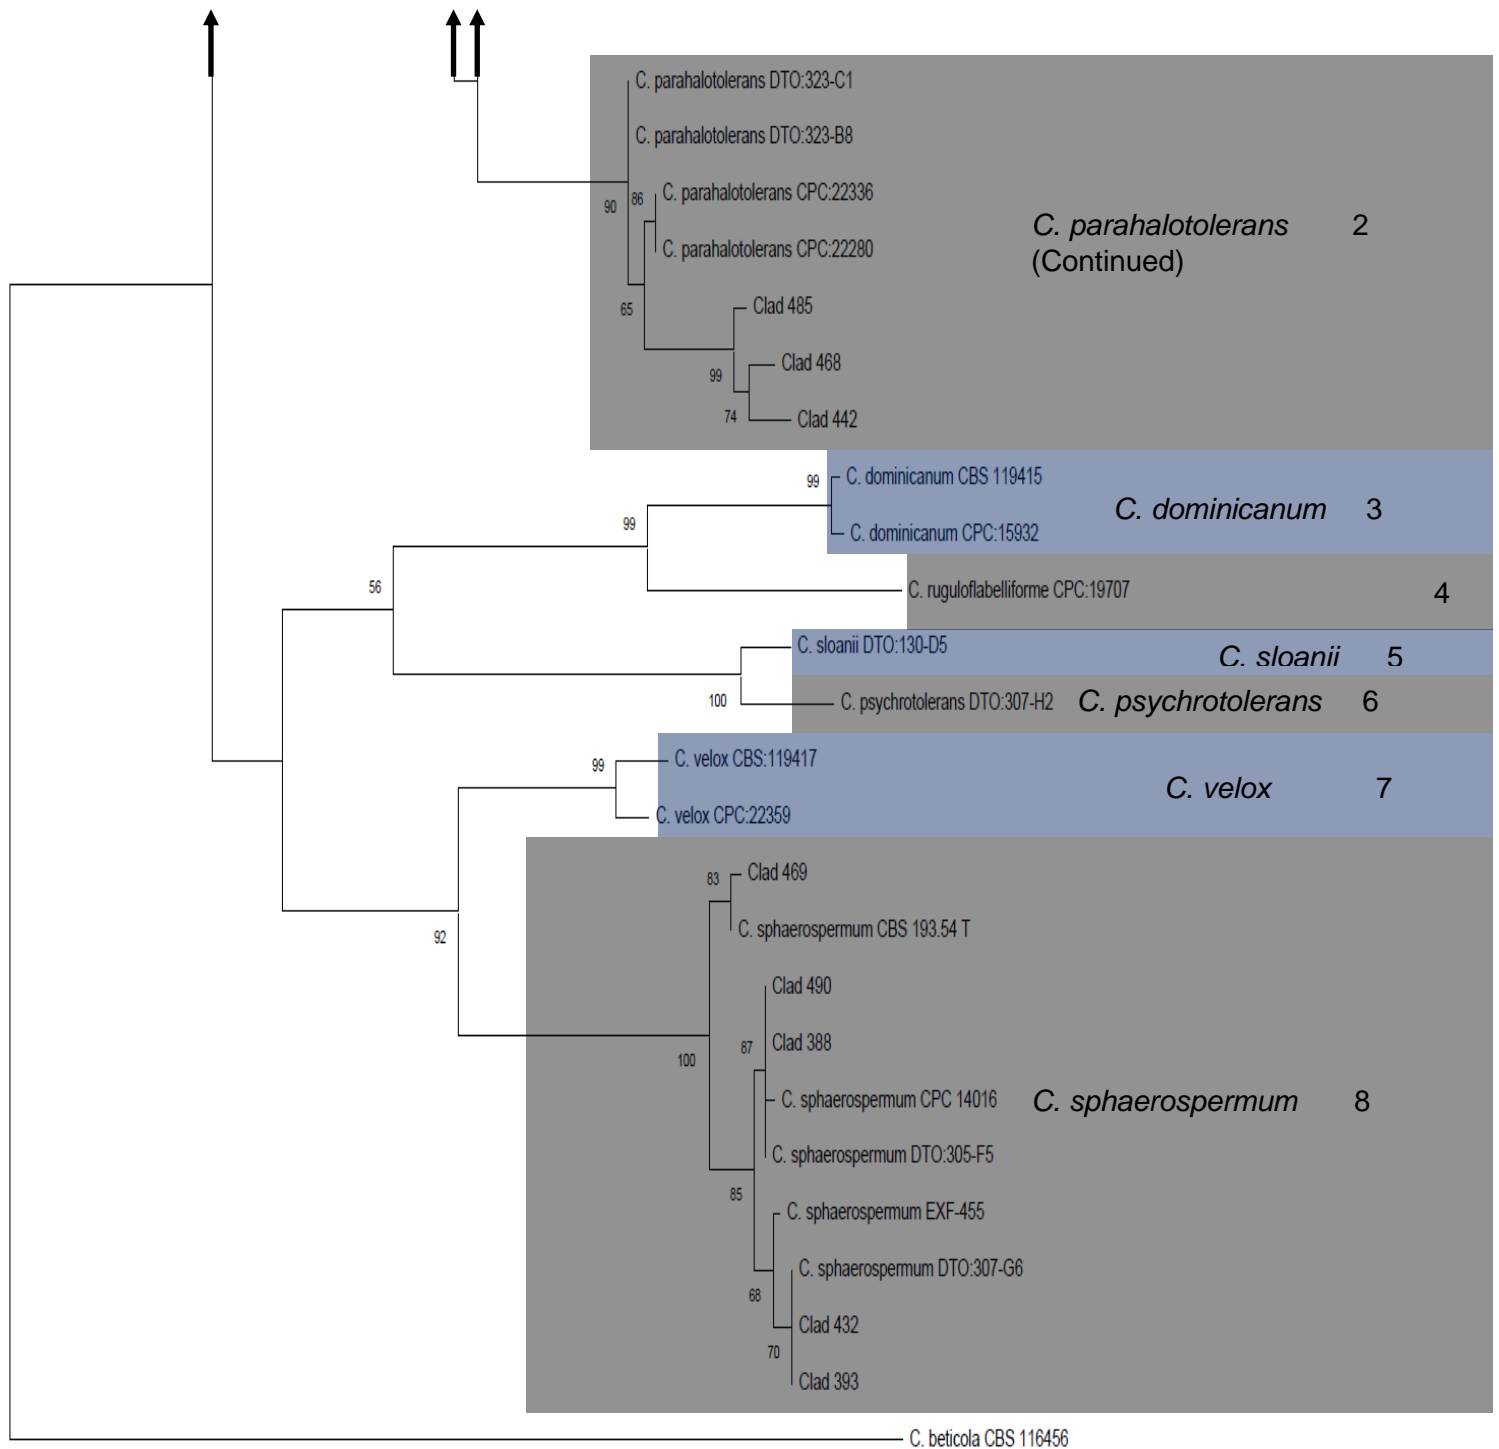 C. parahalotolerans DTO:323-C1
C. parahalotolerans DTO:323-B8
86 C. parahalotolerans CPC:22336
90
C. parahalotolerans 2
(Continued)
C. parahalotolerans CPC:22280
65
Clad 485
Clad 468
99
74
Clad 442
99 C. dominicanum CBS 119415
C. dominicanum 3
99
C. dominicanum CPC:15932
56
C. ruguloflabelliforme CPC:19707 4
C. sloanii DTO:130-D5
C. sloanii 5
100
C. psychrotolerans DTO:307-H2 C. psychrotolerans 6
99 C. velox CBS:119417
C. velox 7
C. velox CPC:22359
83 Clad 469
92
C. sphaerospermum CBS 193.54 T
Clad 490
87 Clad 388
100
C. sphaerospermum CPC 14016 C. sphaerospermum 8
C. sphaerospermum DTO:305-F5
85
C. sphaerospermum EXF-455
C. sphaerospermum DTO:307-G6
68
Clad 432
70
Clad 393
C. beticola CBS 116456